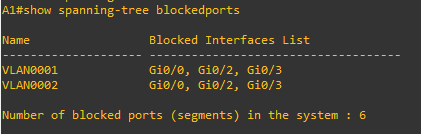 A1#show spanning-tree blockedports
Name                 Blocked Interfaces List
-------------------- ------------------------------------
VLAN0001             Gi0/0, Gi0/2, Gi0/3
VLAN0002             Gi0/0, Gi0/2, Gi0/3
Number of blocked ports (segments) in the system : 6